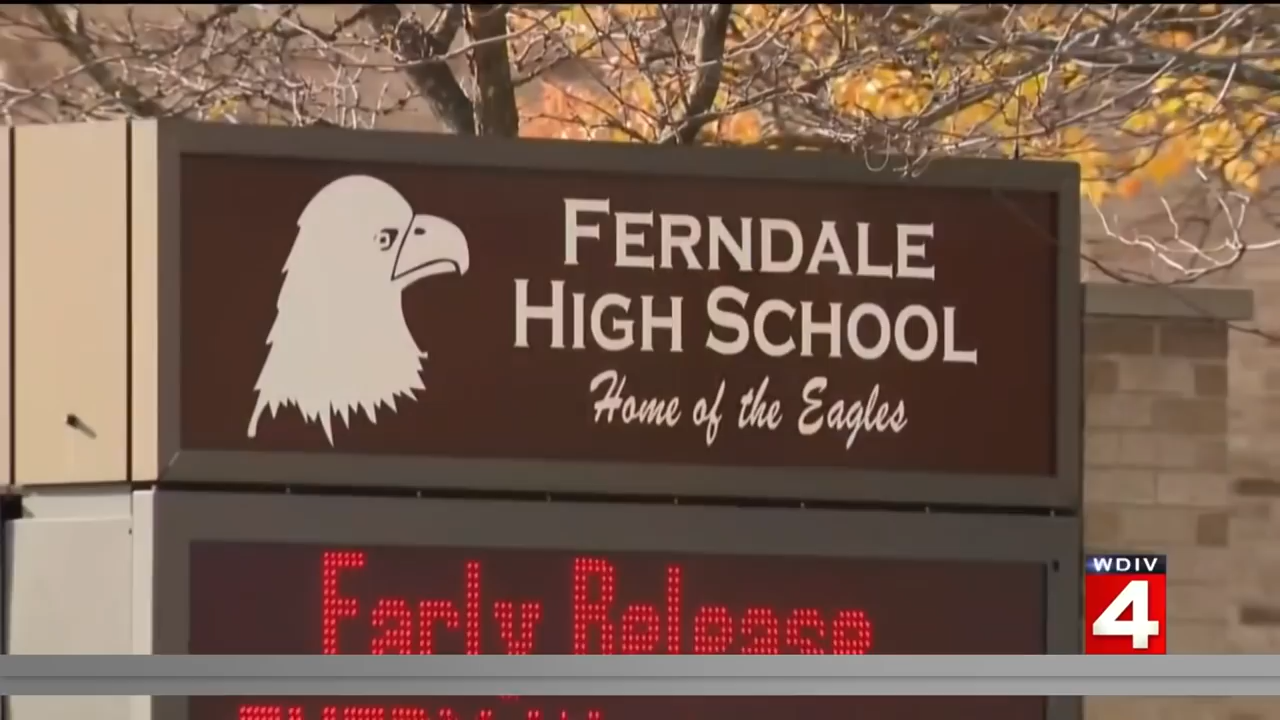 FERNDALE
HIGH SCHOOL
Home of the Eagles
Early Release
WDIV
4